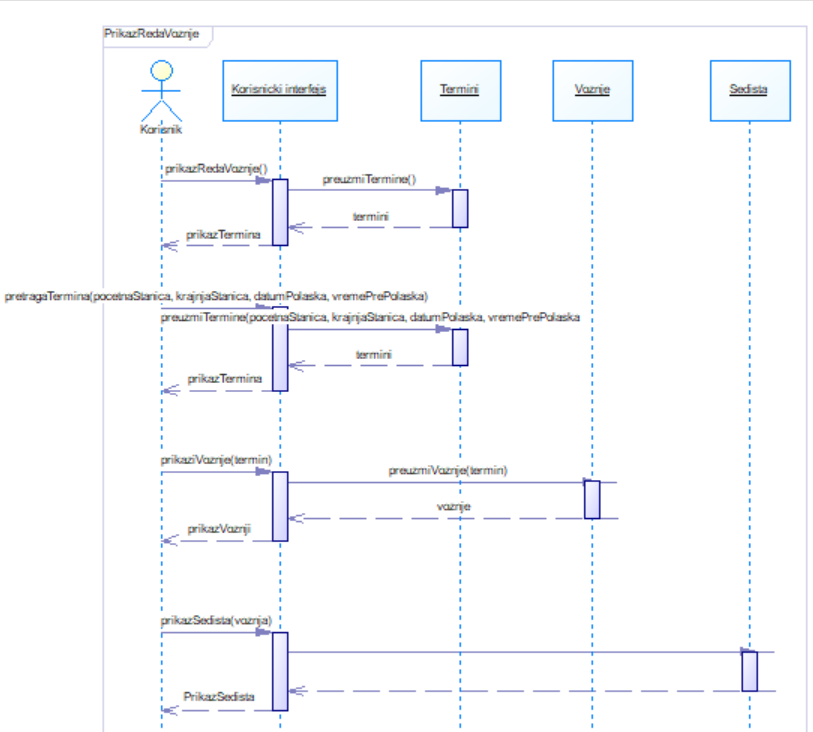 PrikazRedaVoznje
Korisnik
Korisnicki interfejs
Termini
Voznje
Sedista
prikazRedaVoznje()
preuzmiTermine()
termini
prikazTermina
pretragaTermina(pocetnaStanica, krajnjaStanica, datumPolaska, vremePrePolaska)
preuzmiTermine(pocetnaStanica, krajnjaStanica, datumPolaska, vremePrePolaska
termini
prikazTermina
prikaziVoznje(termin)
preuzmiVoznje(termin)
voznje
prikazVoznji
prikazSedista(voznja)
PrikazSedista